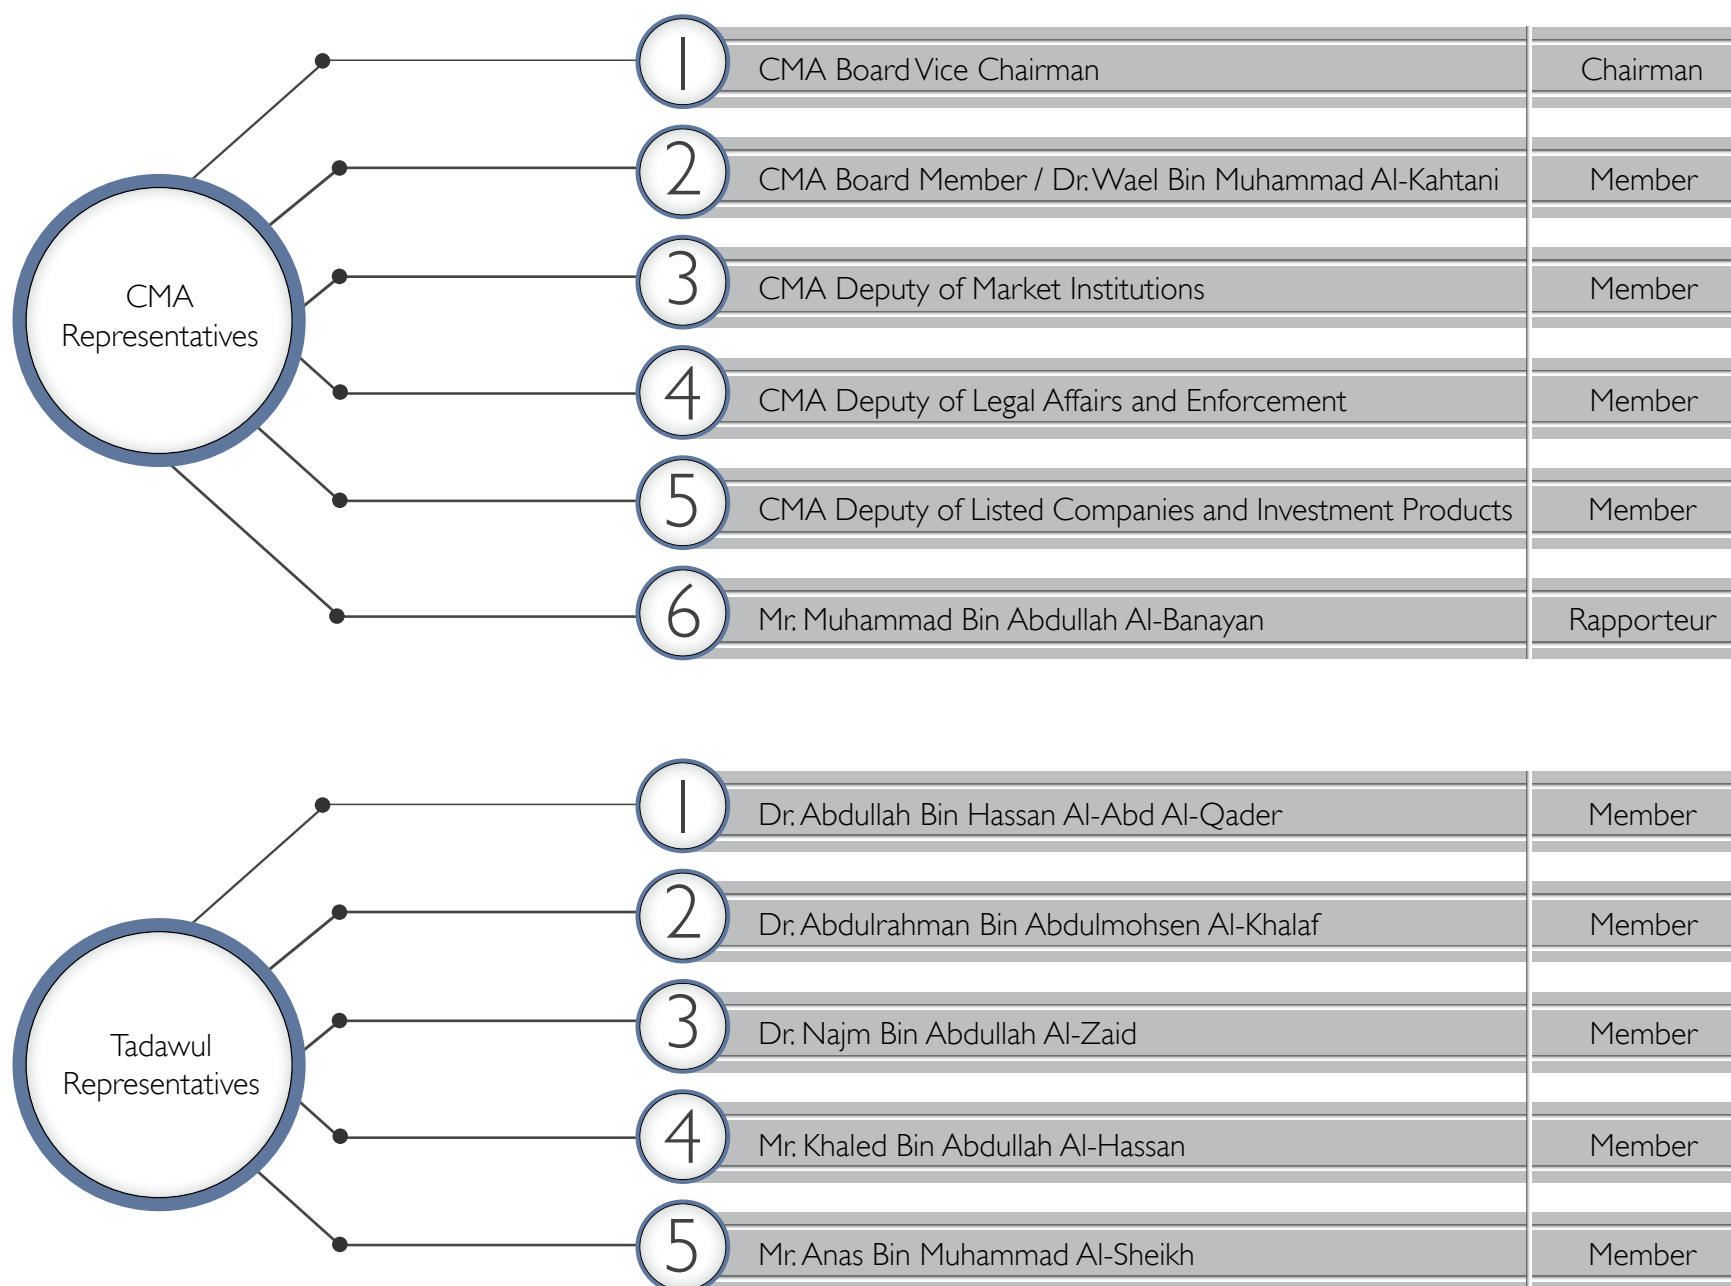 CMA
Representatives
1 CMA Board Vice Chairman Chairman
2 CMA Board Member / Dr. Wael Bin Muhammad Al-Kahtani Member
3 CMA Deputy of Market Institutions Member
4 CMA Deputy of Legal Affairs and Enforcement Member
5 CMA Deputy of Listed Companies and Investment Products Member
6 Mr. Muhammad Bin Abdullah Al-Banayan Rapporteur
Tadawul
Representatives
1 Dr. Abdullah Bin Hassan Al-Abd Al-Qader Member
2 Dr. Abdulrahman Bin Abdulmohsen Al-Khalaf Member
3 Dr. Najm Bin Abdullah Al-Zaid Member
4 Mr. Khaled Bin Abdullah Al-Hassan Member
5 Mr. Anas Bin Muhammad Al-Sheikh Member